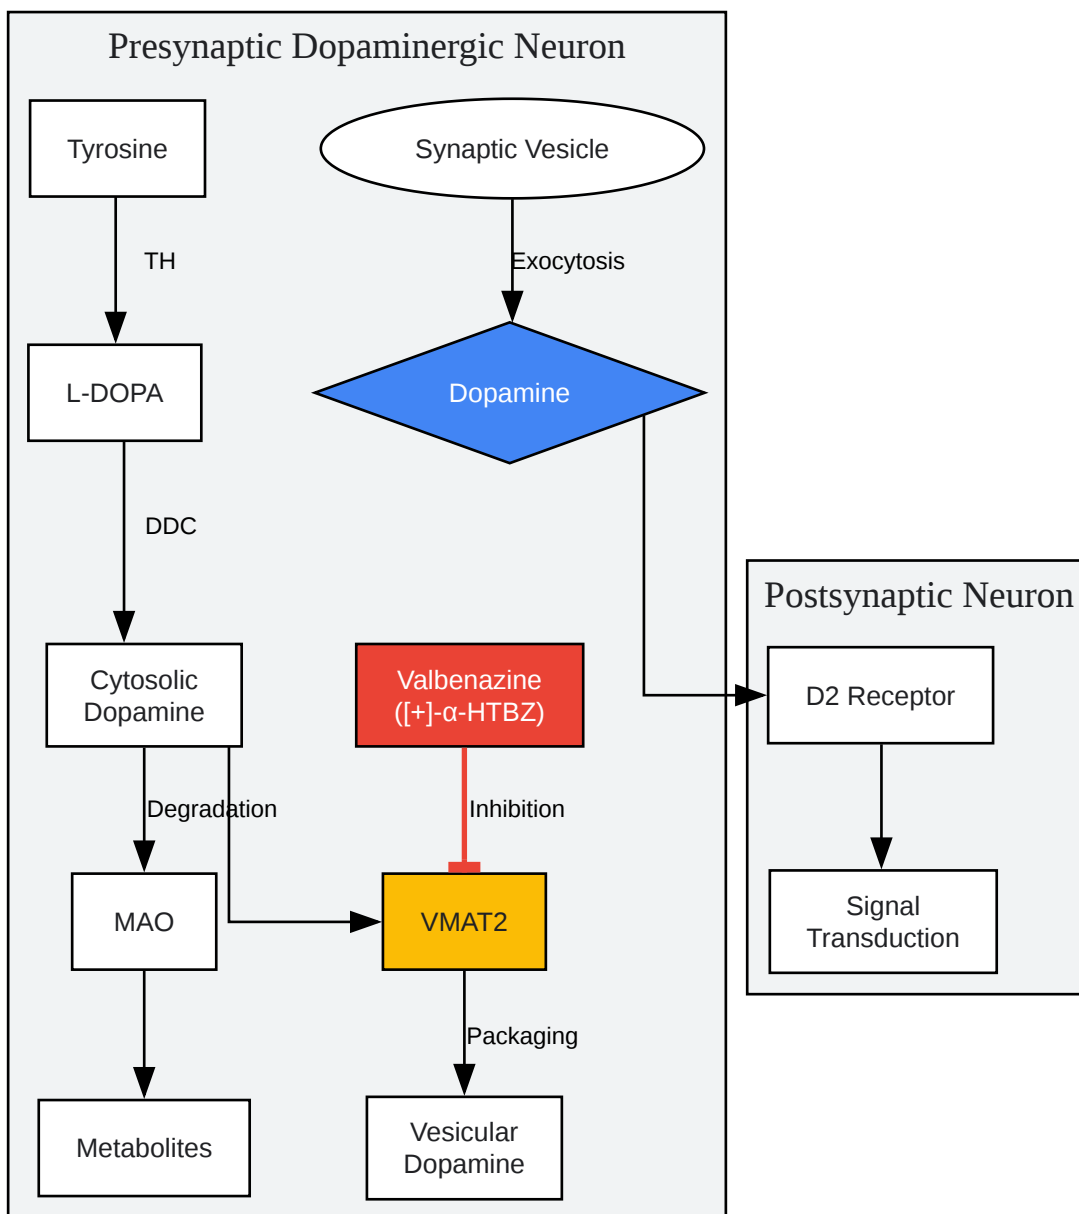 Presynaptic Dopaminergic Neuron
Tyrosine
Synaptic Vesicle
TH
Exocytosis
L-DOPA
Dopamine
DDC
Postsynaptic Neuron
Cytosolic
Dopamine
Valbenazine
([+]-α-HTBZ)
D2 Receptor
Degradation
Inhibition
MAO
VMAT2
Signal
Transduction
Packaging
Metabolites
Vesicular
Dopamine